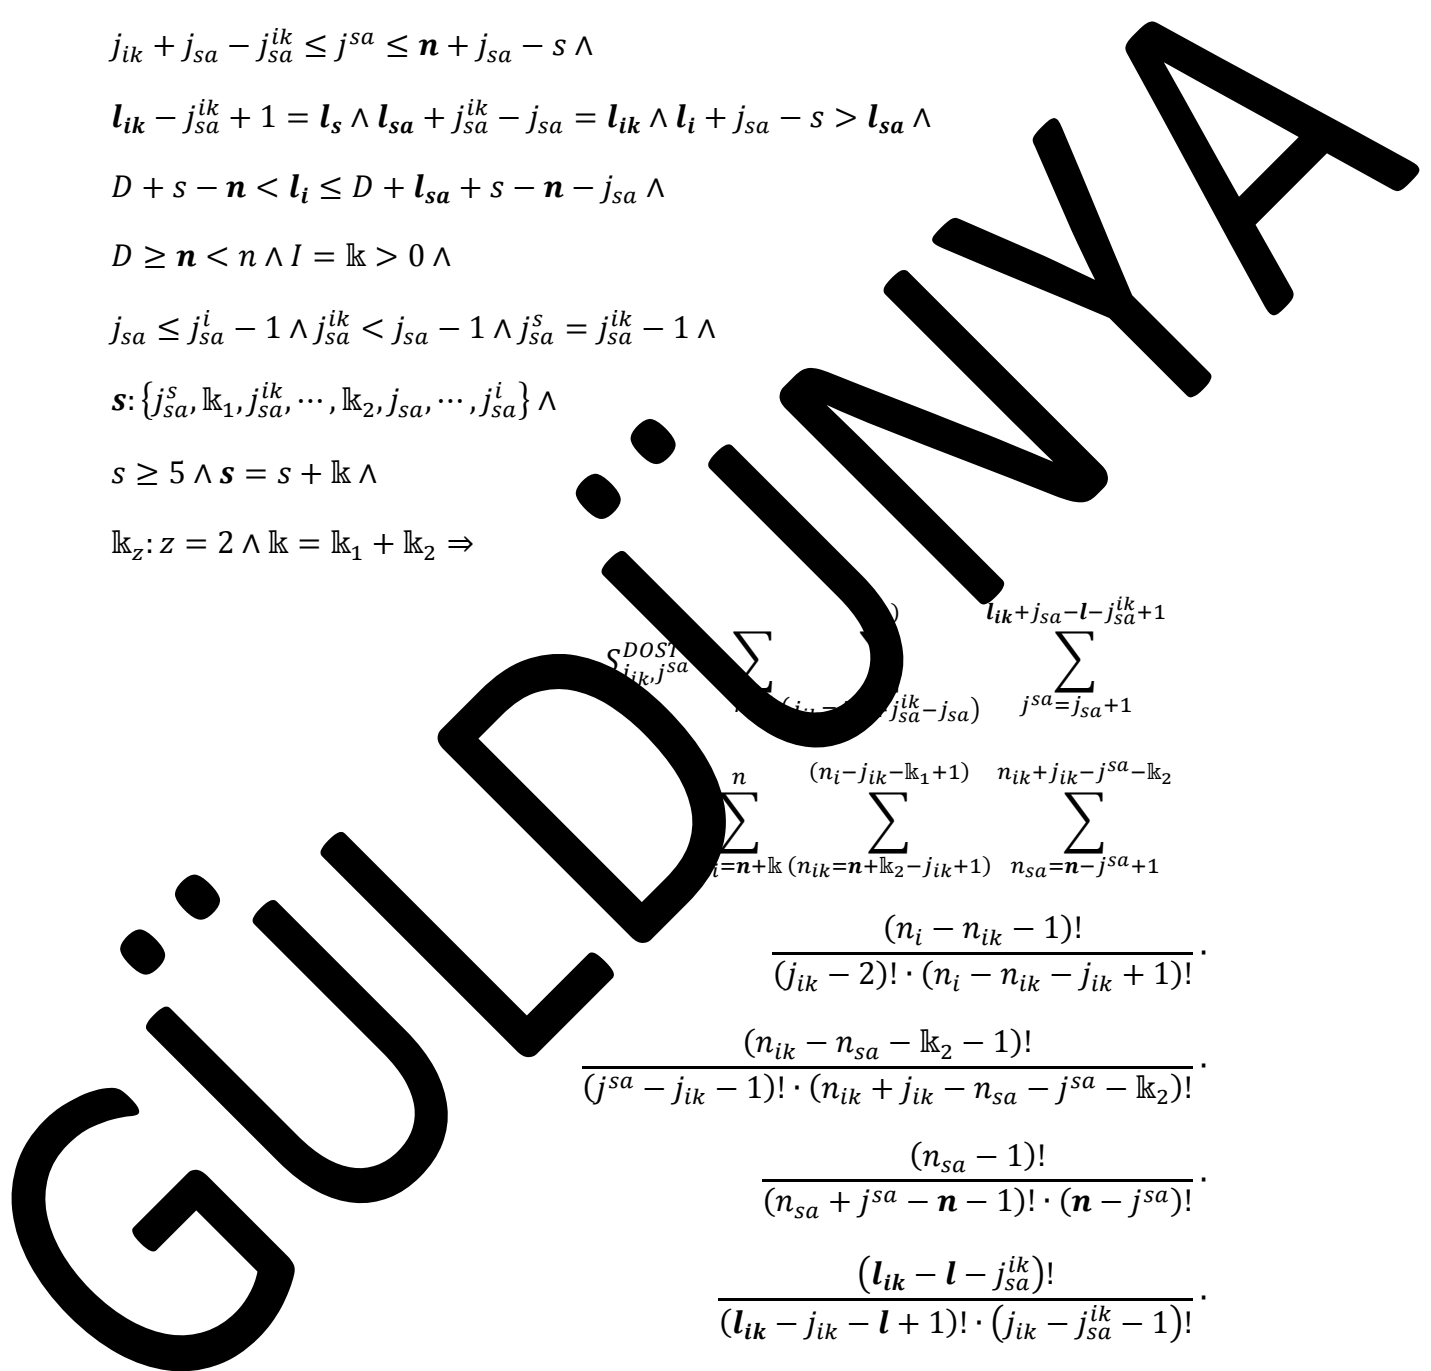 j_{ik} + j_{sa} − j_{sa}^{ik} ≤ j^{sa} ≤ 𝒏 + j_{sa} − s ∧
𝒍_{𝒊𝒌} − j_{sa}^{ik} + 1 = 𝒍_𝒔 ∧ 𝒍_{𝒔𝒂} + j_{sa}^{ik} − j_{sa} = 𝒍_{𝒊𝒌} ∧ 𝒍_𝒊 + j_{sa} − s > 𝒍_{𝒔𝒂} ∧
D + s − 𝒏 < 𝒍_𝒊 ≤ D + 𝒍_{𝒔𝒂} + s − 𝒏 − j_{sa} ∧
D ≥ 𝒏 < n ∧ I = 𝕜 > 0 ∧
j_{sa} ≤ j_{sa}^{i} − 1 ∧ j_{sa}^{ik} < j_{sa} − 1 ∧ j_{sa}^{s} = j_{sa}^{ik} − 1 ∧
𝒔: {j_{sa}^{s}, 𝕜_1, j_{sa}^{ik}, ⋯, 𝕜_2, j_{sa}, ⋯, j_{sa}^{i}} ∧
s ≥ 5 ∧ 𝒔 = s + 𝕜 ∧
𝕜_z: z = 2 ∧ 𝕜 = 𝕜_1 + 𝕜_2 ⇒
GÜLDÜNYA
𝒍_{𝒊𝒌}+j_{sa}−𝒍−j_{sa}^{ik}+1
S_{j_{ik},j^{sa}}^{DOST} ∑ ∑
j_{sa}^{ik}−j_{sa}) j^{sa}=j_{sa}+1
n (n_i−j_{ik}−𝕜_1+1) n_{ik}+j_{ik}−j^{sa}−𝕜_2
∑ ∑ ∑
i=𝒏+𝕜 (n_{ik}=𝒏+𝕜_2−j_{ik}+1) n_{sa}=𝒏−j^{sa}+1
(n_i − n_{ik} − 1)!
(j_{ik} − 2)! · (n_i − n_{ik} − j_{ik} + 1)! ·
(n_{ik} − n_{sa} − 𝕜_2 − 1)!
(j^{sa} − j_{ik} − 1)! · (n_{ik} + j_{ik} − n_{sa} − j^{sa} − 𝕜_2)! ·
(n_{sa} − 1)!
(n_{sa} + j^{sa} − 𝒏 − 1)! · (𝒏 − j^{sa})! ·
(𝒍_{𝒊𝒌} − 𝒍 − j_{sa}^{ik})!
(𝒍_{𝒊𝒌} − j_{ik} − 𝒍 + 1)! · (j_{ik} − j_{sa}^{ik} − 1)! ·